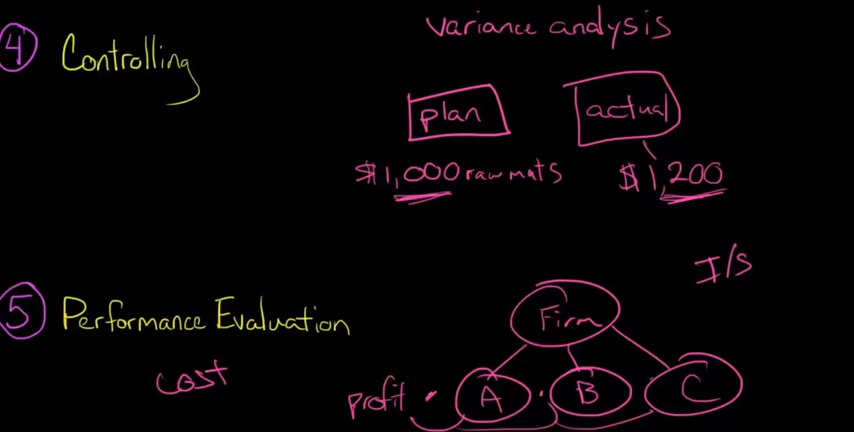 variance analysis
4 Controlling
plan actual
$1,000 raw mats $1,200
I/S
Firm
5 Performance Evaluation
cost
profit A B C